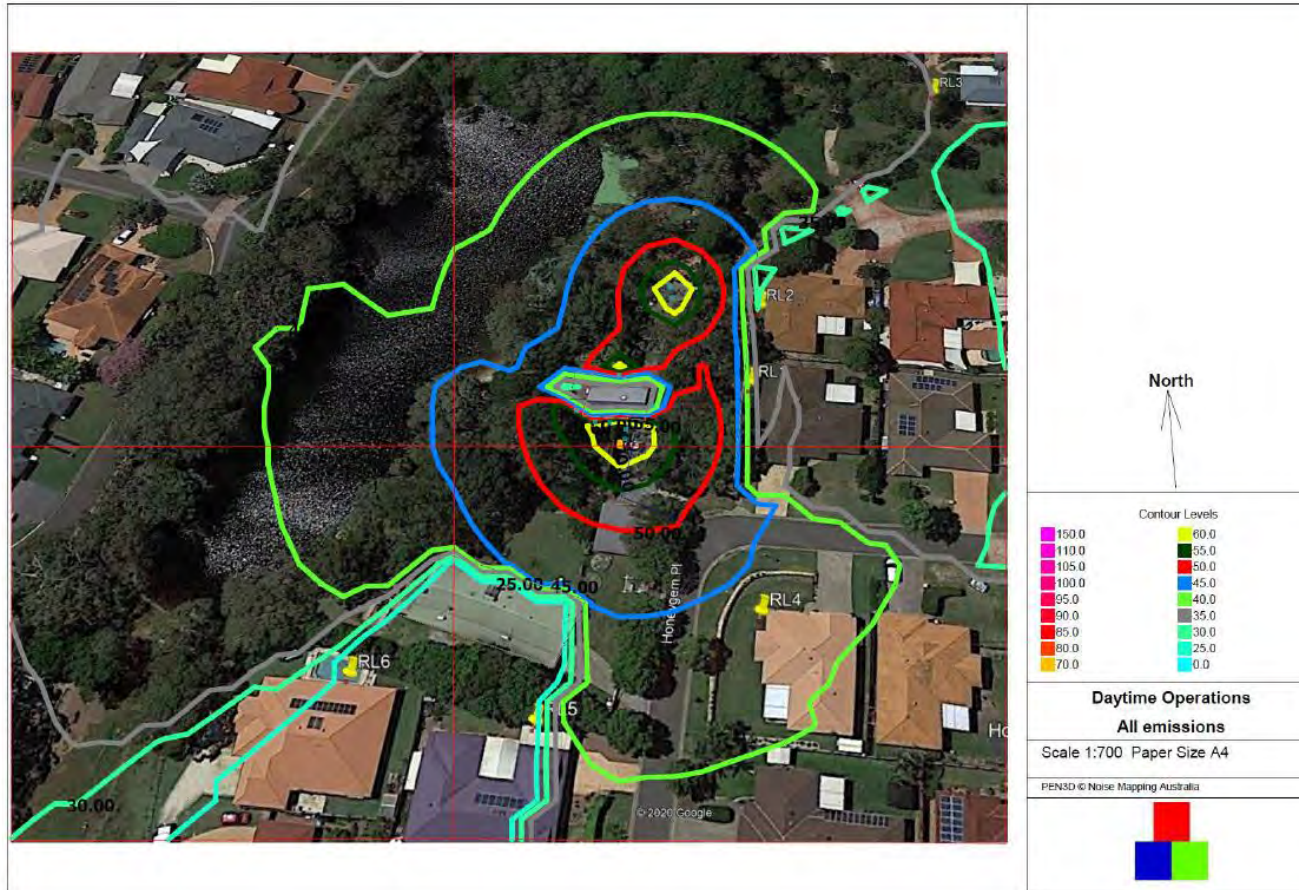 RL3
RL2
RL1
North
50.00
25.00 45.00
Honeygem Pl
RL4
RL6
30.00
© 2020 Google
Contour Levels
150.0
110.0
105.0
100.0
95.0
90.0
85.0
80.0
70.0
60.0
55.0
50.0
45.0
40.0
35.0
30.0
25.0
0.0
Daytime Operations
All emissions
Scale 1:700 Paper Size A4
PEN3D © Noise Mapping Australia